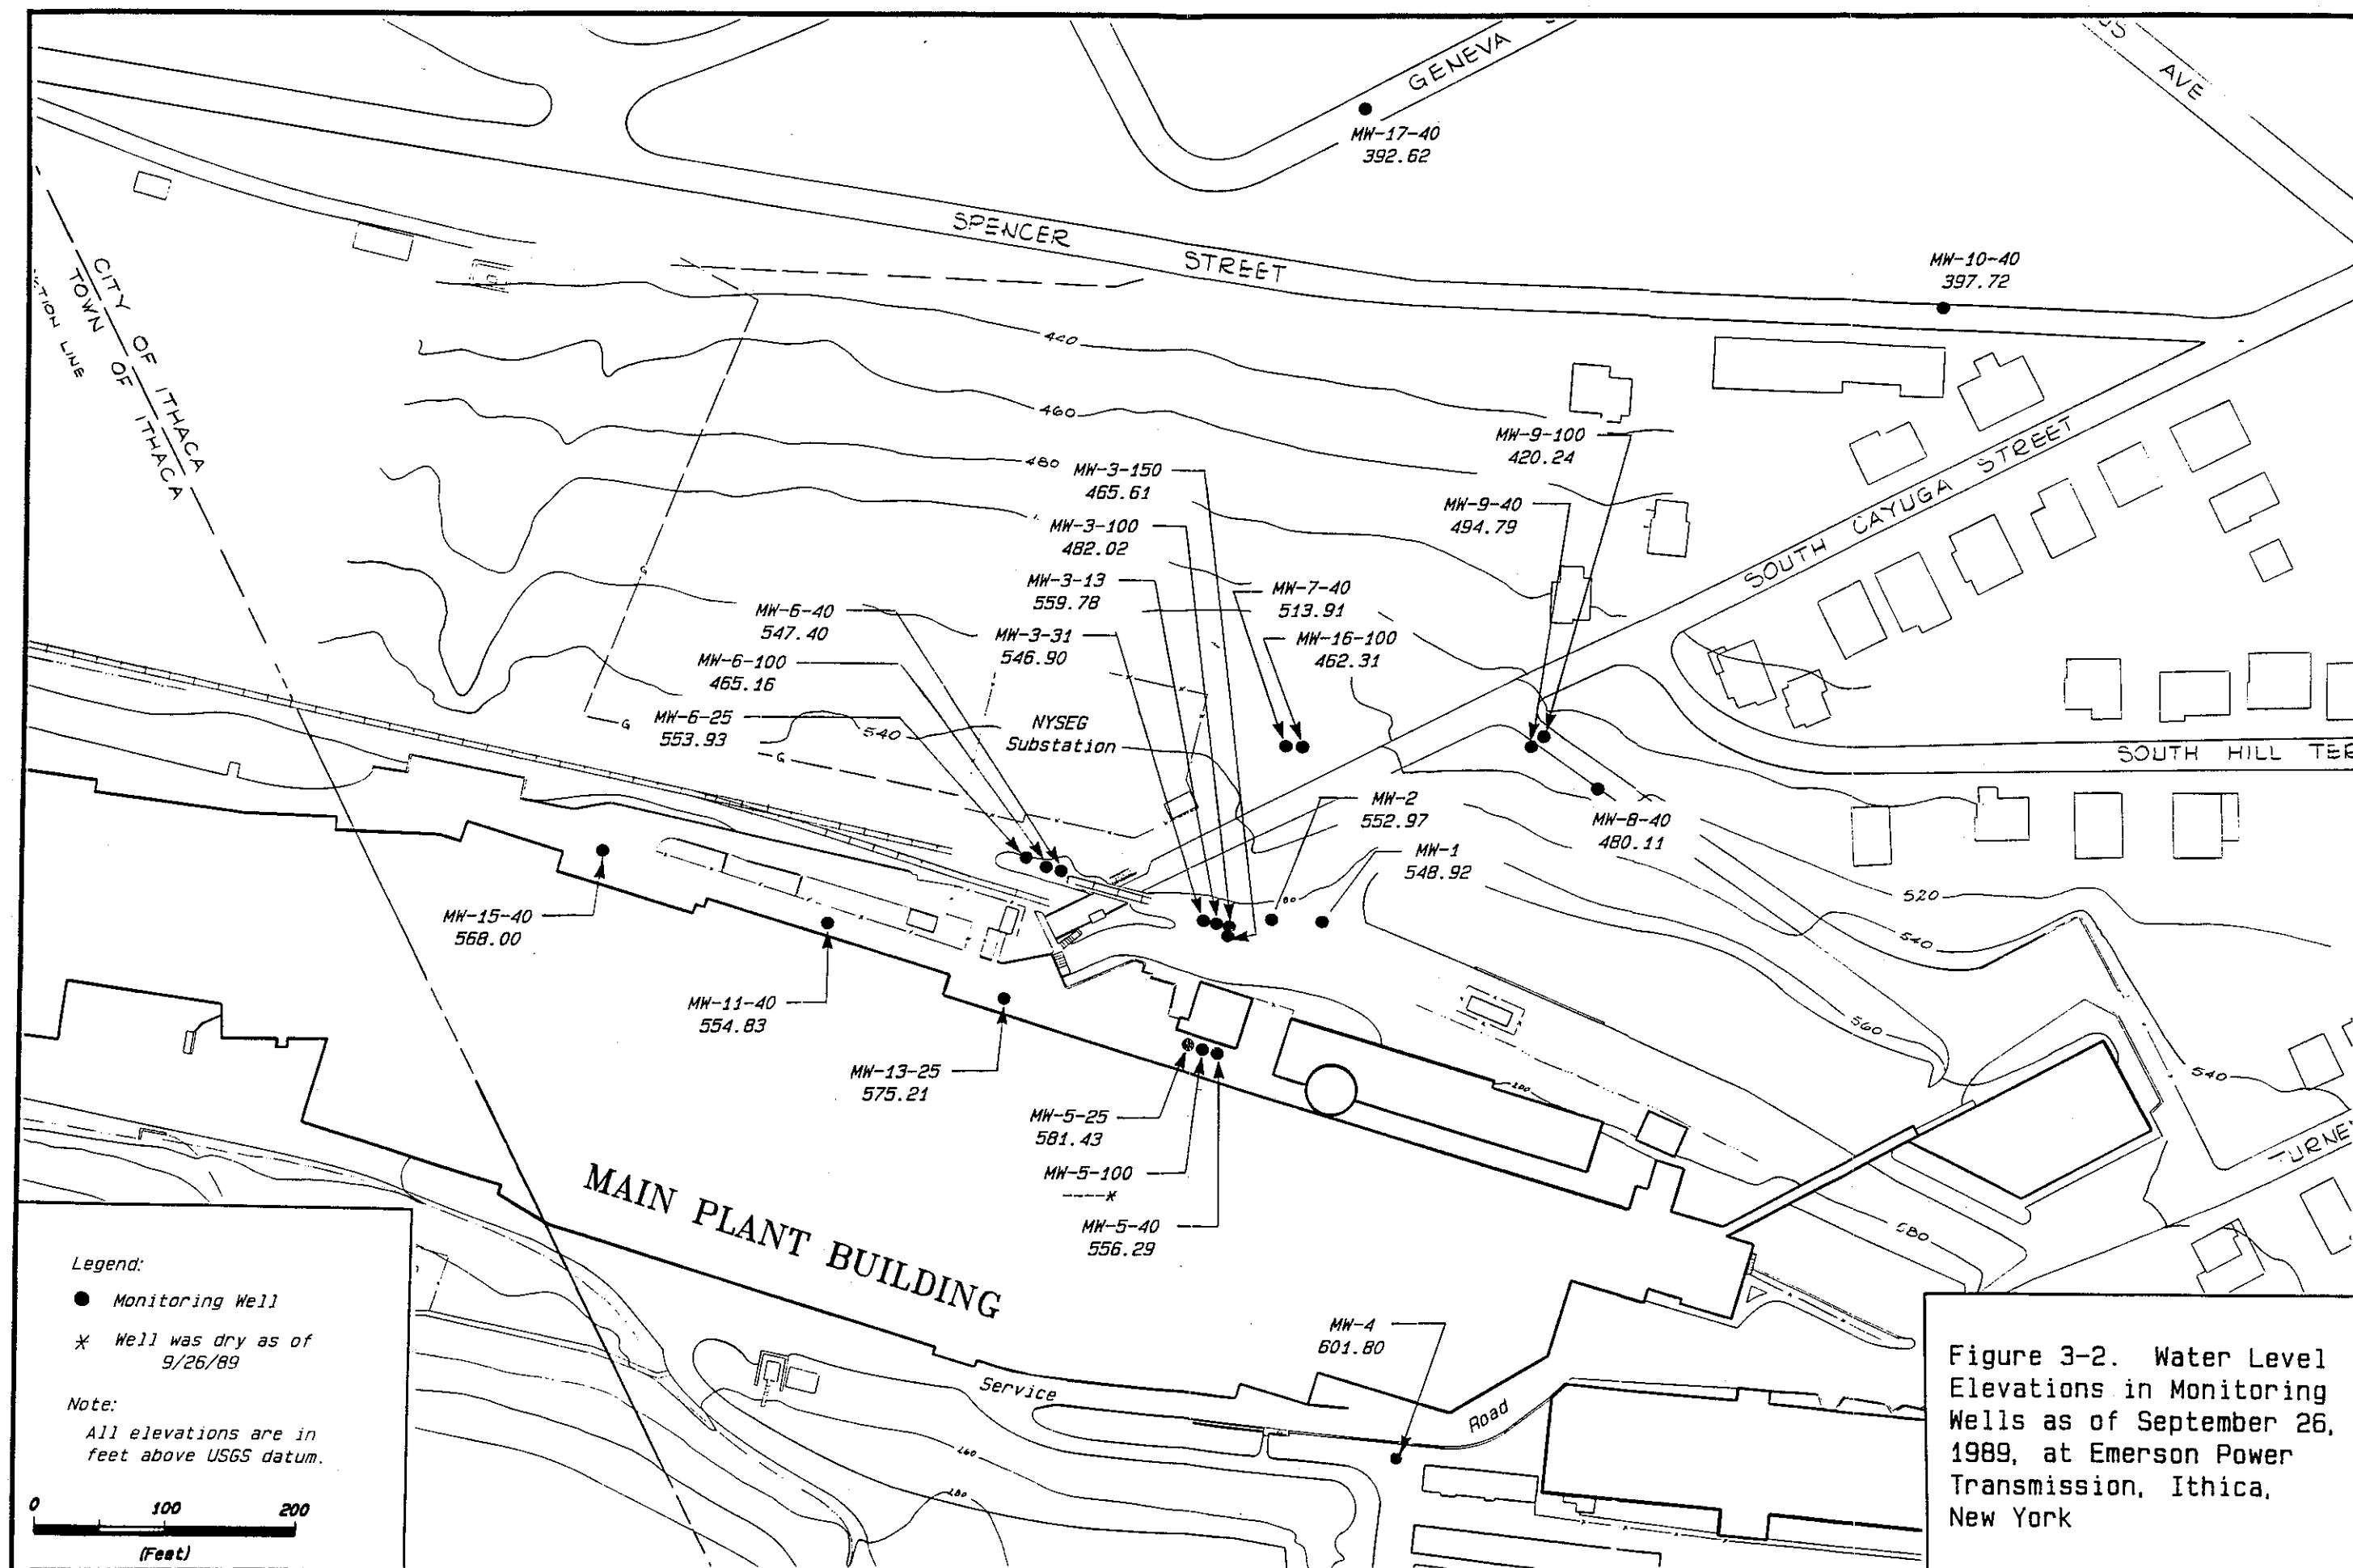 GENEVA
AVE
MW-17-40
392.62
SPENCER
STREET
MW-10-40
397.72
CITY OF ITHACA
TOWN OF ITHACA
LINE
440
460
480
MW-9-100
420.24
MW-3-150
465.61
MW-9-40
494.79
MW-3-100
482.02
SOUTH CAYUGA STREET
MW-3-13
559.78
MW-7-40
513.91
MW-6-40
547.40
MW-3-31
546.90
MW-16-100
462.31
MW-6-100
465.16
G
MW-6-25
553.93
G
540
NYSEG
Substation
G
SOUTH HILL TER
MW-2
552.97
MW-8-40
480.11
MW-1
548.92
520
MW-15-40
568.00
540
MW-11-40
554.83
560
MW-13-25
575.21
540
MW-5-25
581.43
TURNE
MW-5-100
----*
MW-5-40
556.29
580
MAIN PLANT BUILDING
Legend:
Monitoring Well
* Well was dry as of
9/26/89
Note:
All elevations are in
feet above USGS datum.
0 100 200
(Feet)
MW-4
601.80
Service
Road
Figure 3-2. Water Level
Elevations in Monitoring
Wells as of September 26,
1989, at Emerson Power
Transmission, Ithica,
New York